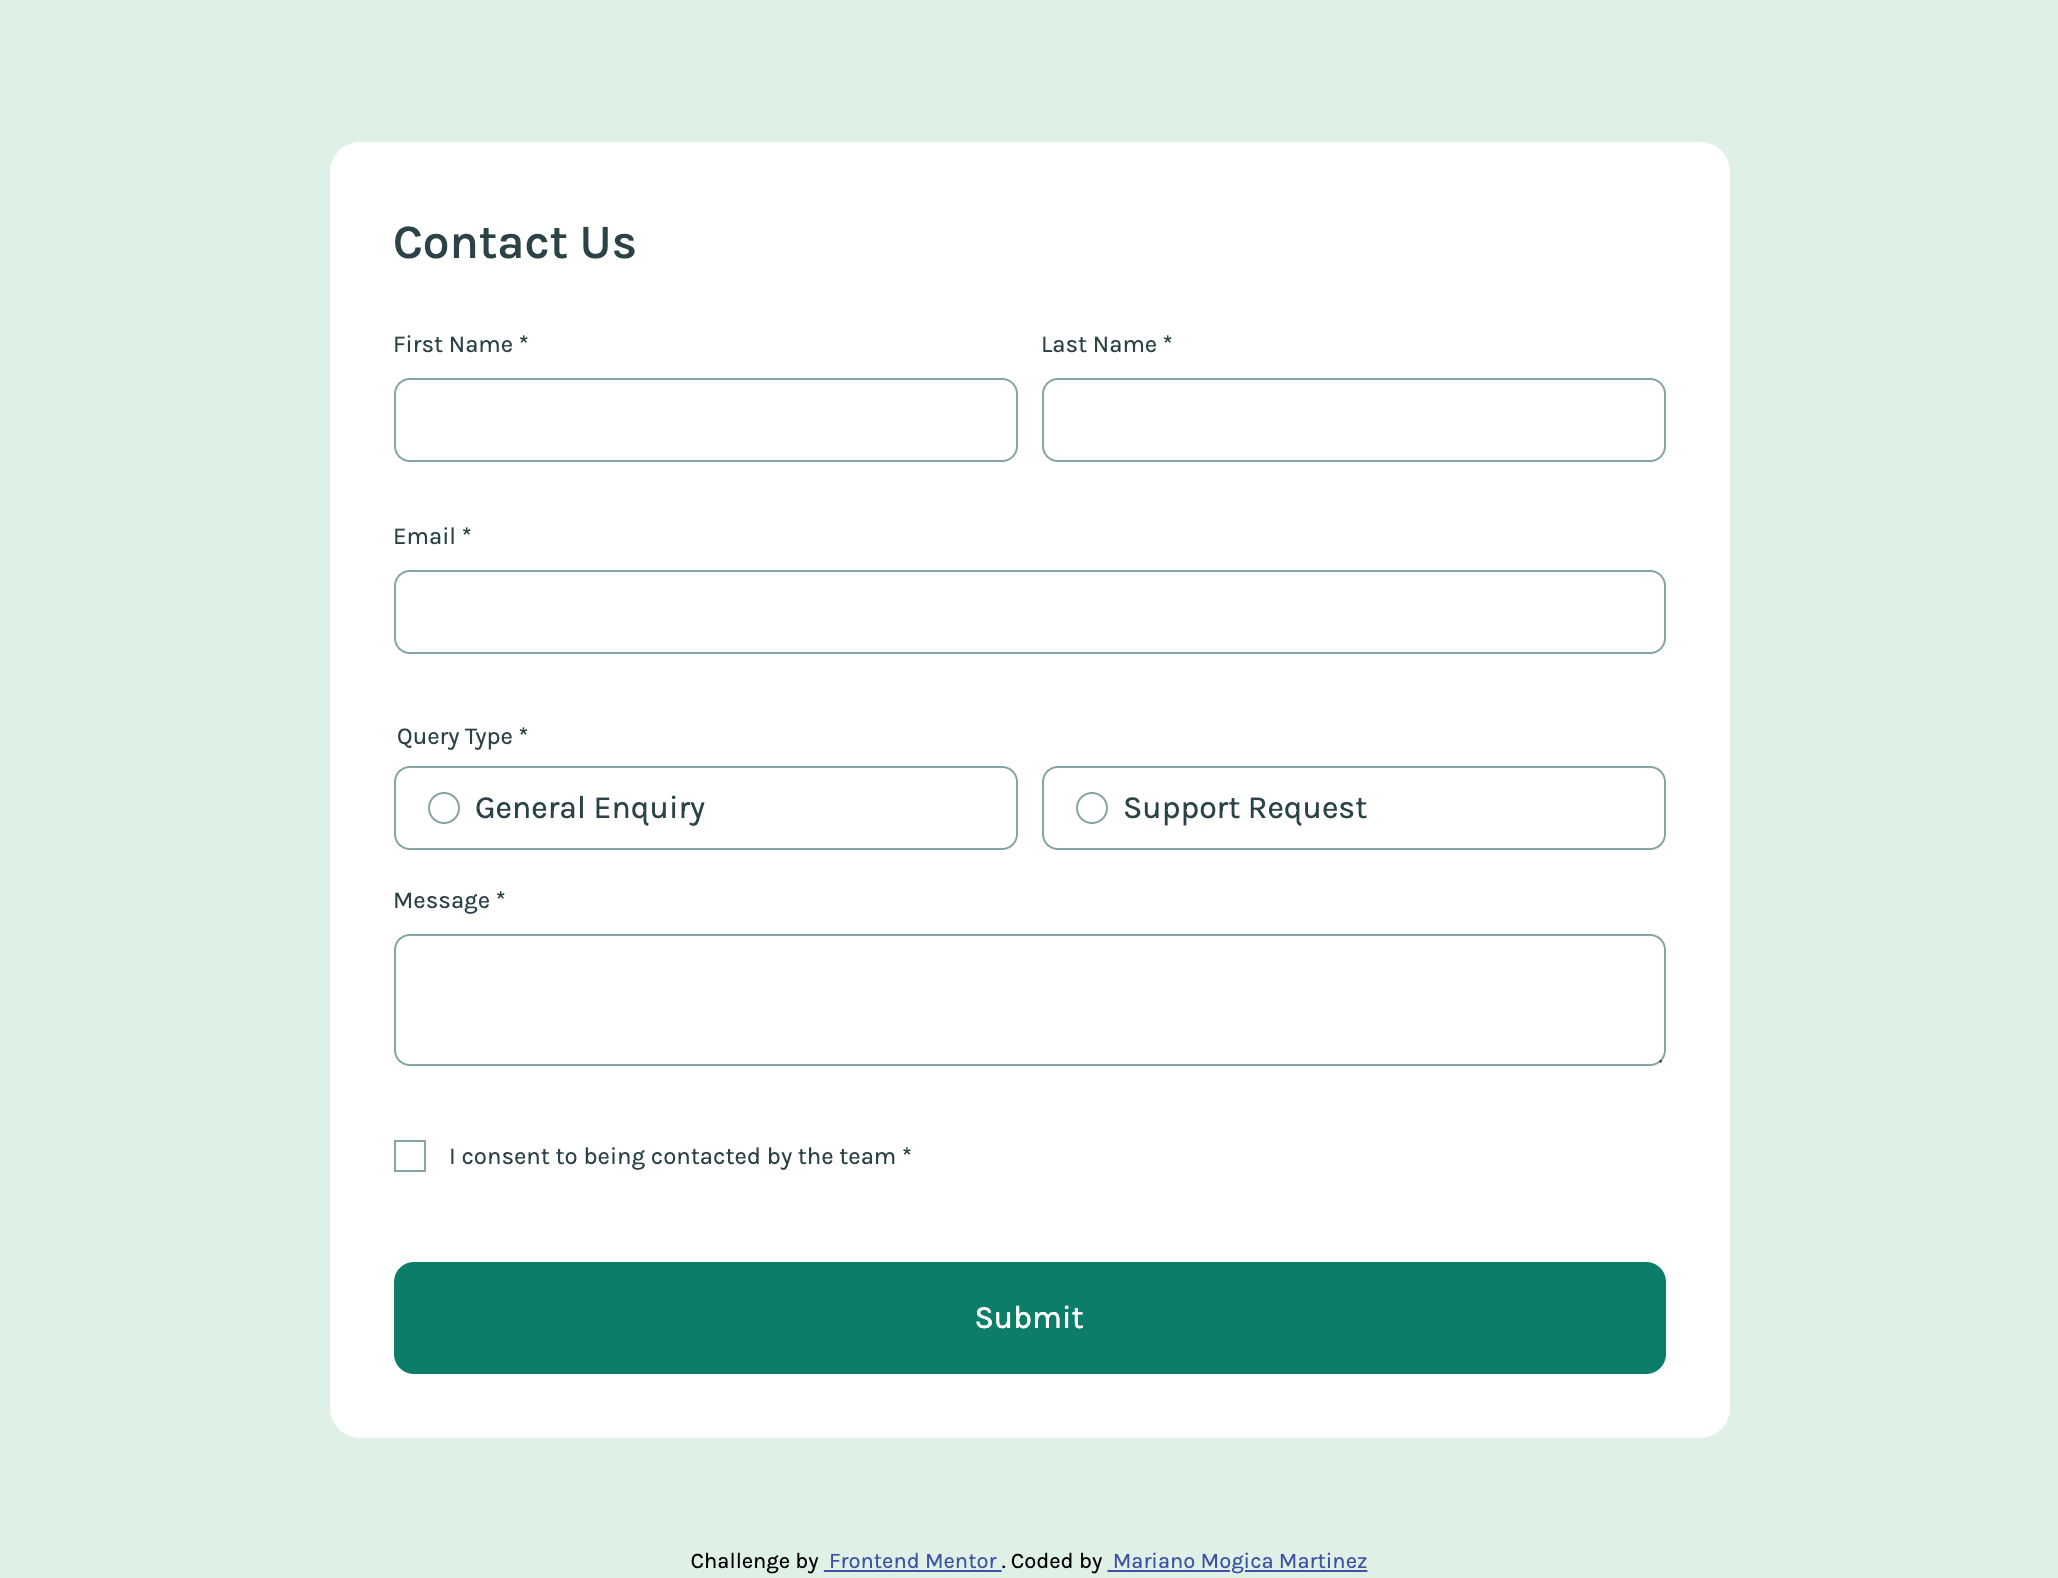 Contact Us
First Name * Last Name *
Email *
Query Type *
General Enquiry Support Request
Message *
I consent to being contacted by the team *
Submit
Challenge by Frontend Mentor . Coded by Mariano Mogica Martinez